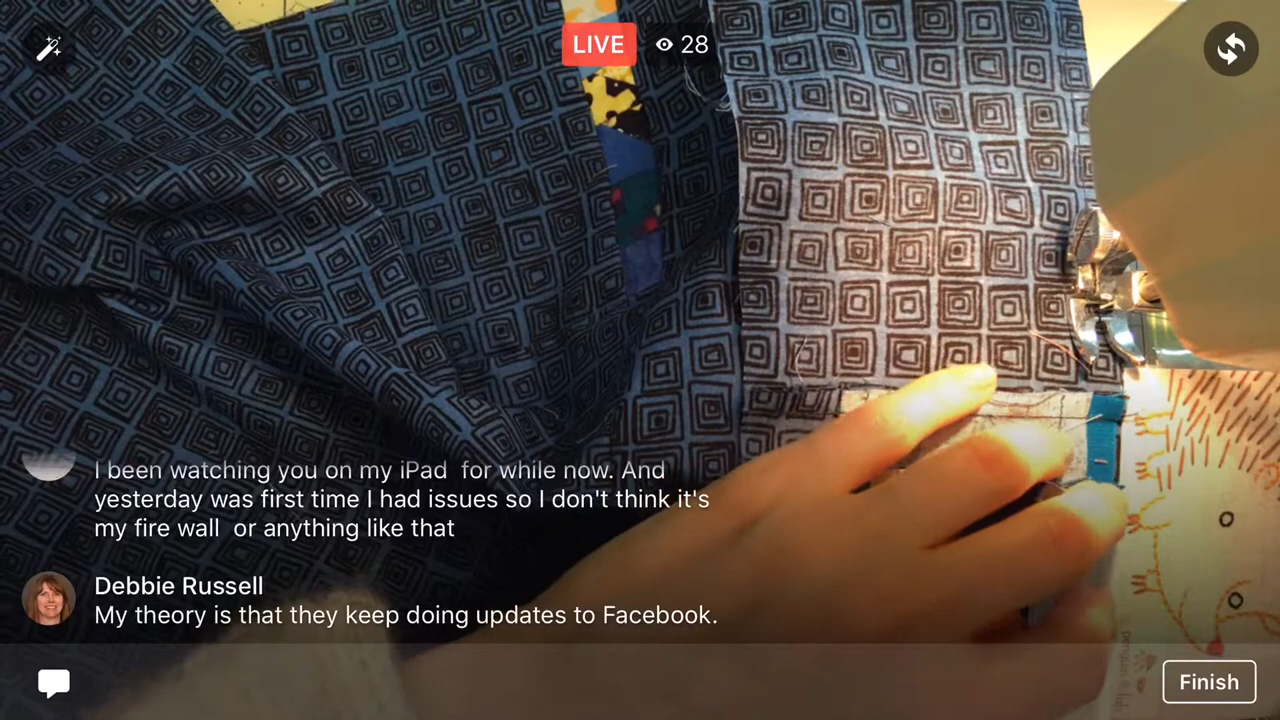 LIVE 28
I been watching you on my iPad  for while now. And
yesterday was first time I had issues so I don't think it's
my fire wall  or anything like that
Debbie Russell
My theory is that they keep doing updates to Facebook.
Finish